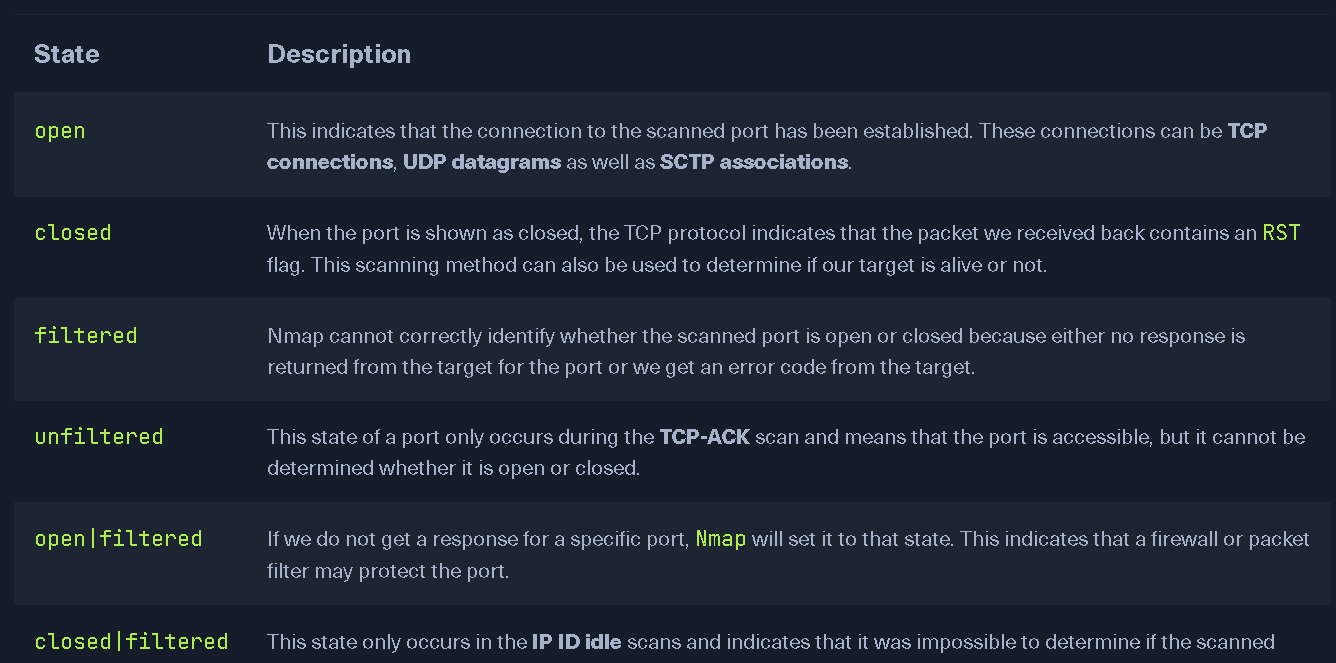 State Description
open This indicates that the connection to the scanned port has been established. These connections can be TCP
connections, UDP datagrams as well as SCTP associations.
closed When the port is shown as closed, the TCP protocol indicates that the packet we received back contains an RST
flag. This scanning method can also be used to determine if our target is alive or not.
filtered Nmap cannot correctly identify whether the scanned port is open or closed because either no response is
returned from the target for the port or we get an error code from the target.
unfiltered This state of a port only occurs during the TCP-ACK scan and means that the port is accessible, but it cannot be
determined whether it is open or closed.
open|filtered If we do not get a response for a specific port, Nmap will set it to that state. This indicates that a firewall or packet
filter may protect the port.
closed|filtered This state only occurs in the IP ID idle scans and indicates that it was impossible to determine if the scanned